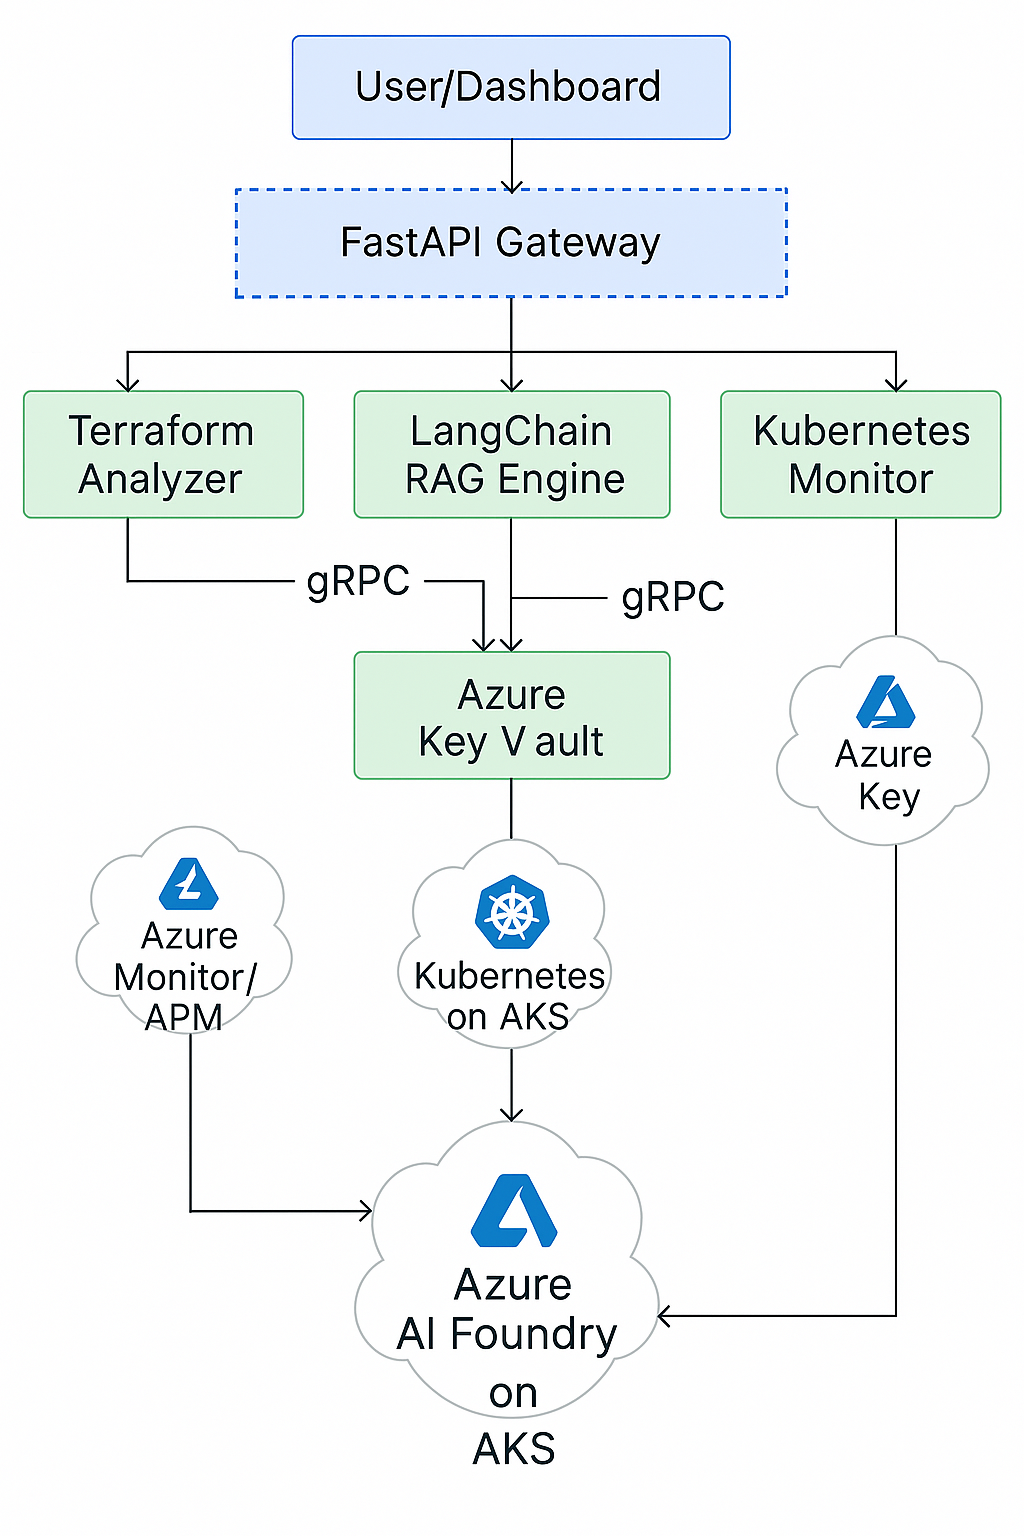 User/Dashboard
FastAPI Gateway
Terraform
Analyzer
LangChain
RAG Engine
Kubernetes
Monitor
gRPC
gRPC
Azure
Key Vault
Azure
Key
Azure
Monitor/
APM
Kubernetes
on AKS
Azure
AI Foundry
on
AKS